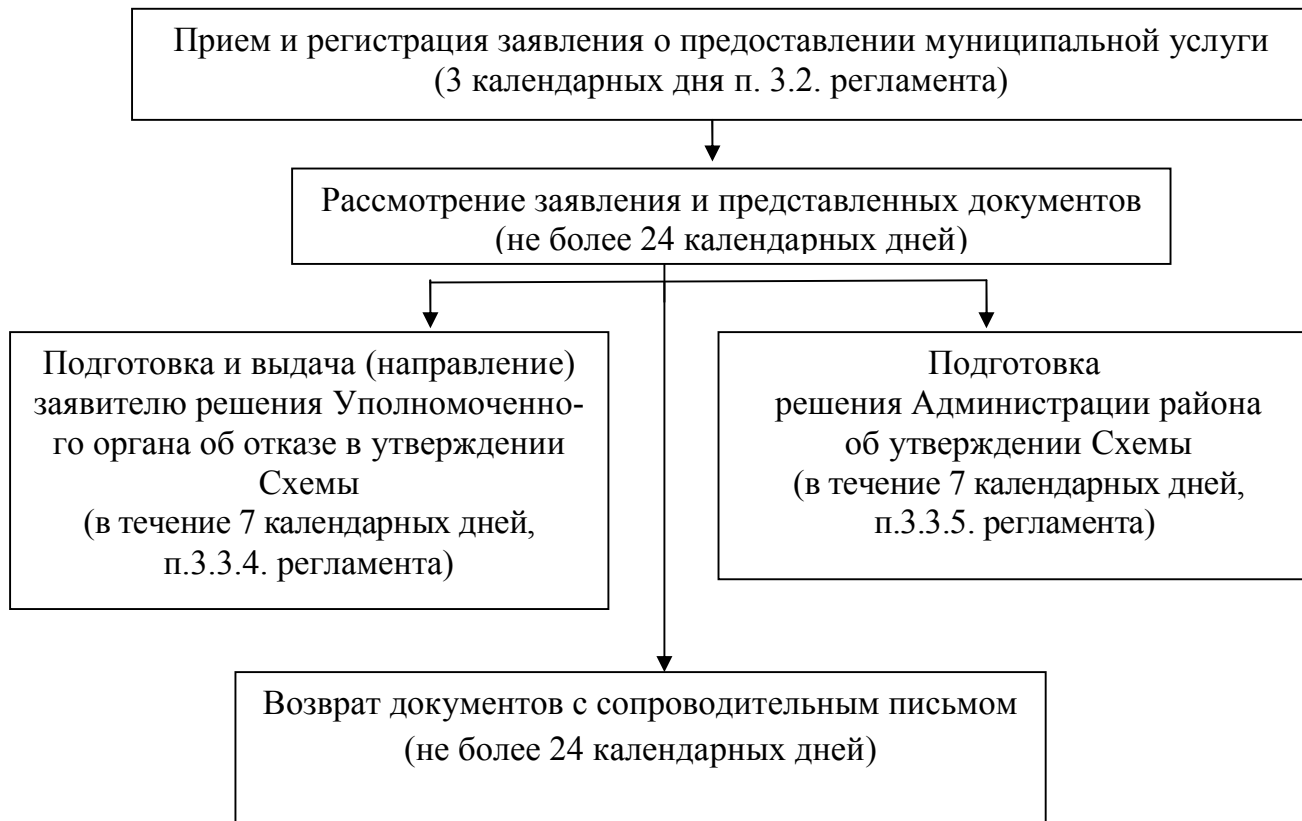 Прием и регистрация заявления о предоставлении муниципальной услуги
(3 календарных дня п. 3.2. регламента)
Рассмотрение заявления и представленных документов
(не более 24 календарных дней)
Подготовка и выдача (направление)
заявителю решения Уполномоченно-
го органа об отказе в утверждении
Схемы
(в течение 7 календарных дней,
п.3.3.4. регламента)
Подготовка
решения Администрации района
об утверждении Схемы
(в течение 7 календарных дней,
п.3.3.5. регламента)
Возврат документов с сопроводительным письмом
(не более 24 календарных дней)